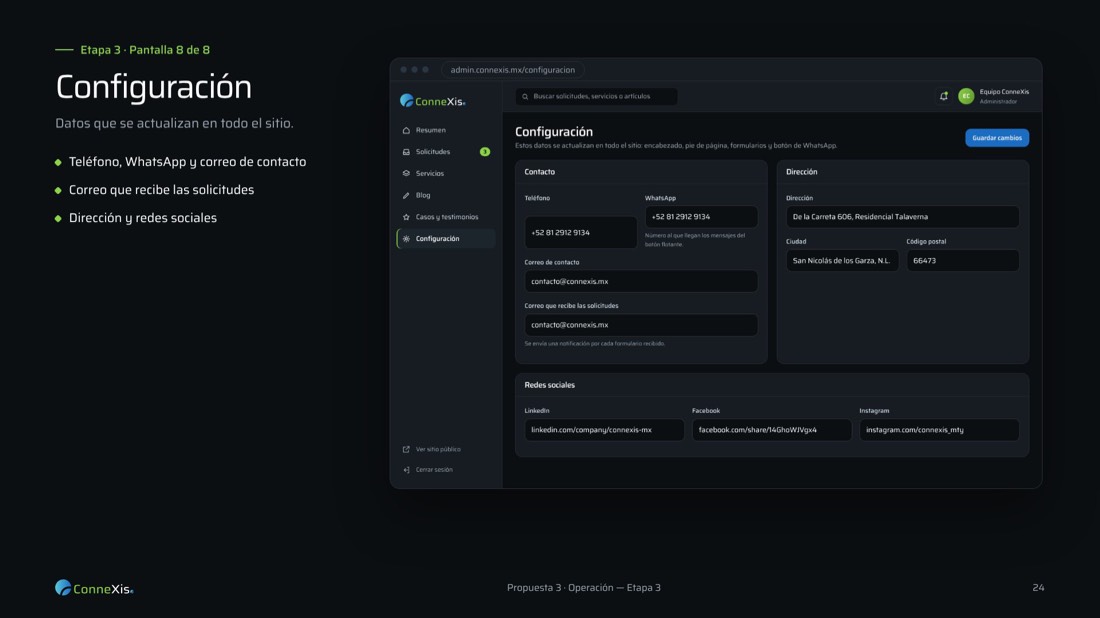 Etapa 3 · Pantalla 8 de 8
Configuración
Datos que se actualizan en todo el sitio.
Teléfono, WhatsApp y correo de contacto
Correo que recibe las solicitudes
Dirección y redes sociales
admin.connexis.mx/configuracion
ConneXis.
Buscar solicitudes, servicios o artículos
EC
Equipo ConneXis
Administrador
Resumen
Solicitudes
3
Servicios
Blog
Casos y testimonios
Configuración
Ver sitio público
Cerrar sesión
Configuración
Estos datos se actualizan en todo el sitio: encabezado, pie de página, formularios y botón de WhatsApp.
Guardar cambios
Contacto
Teléfono
+52 81 2912 9134
WhatsApp
+52 81 2912 9134
Número al que llegan los mensajes del
botón flotante.
Correo de contacto
contacto@connexis.mx
Correo que recibe las solicitudes
contacto@connexis.mx
Se envía una notificación por cada formulario recibido.
Dirección
Dirección
De la Carreta 606, Residencial Talaverna
Ciudad
San Nicolás de los Garza, N.L.
Código postal
66473
Redes sociales
LinkedIn
linkedin.com/company/connexis-mx
Facebook
facebook.com/share/14GhoWJVgx4
Instagram
instagram.com/connexis_mty
ConneXis.
Propuesta 3 · Operación — Etapa 3
24